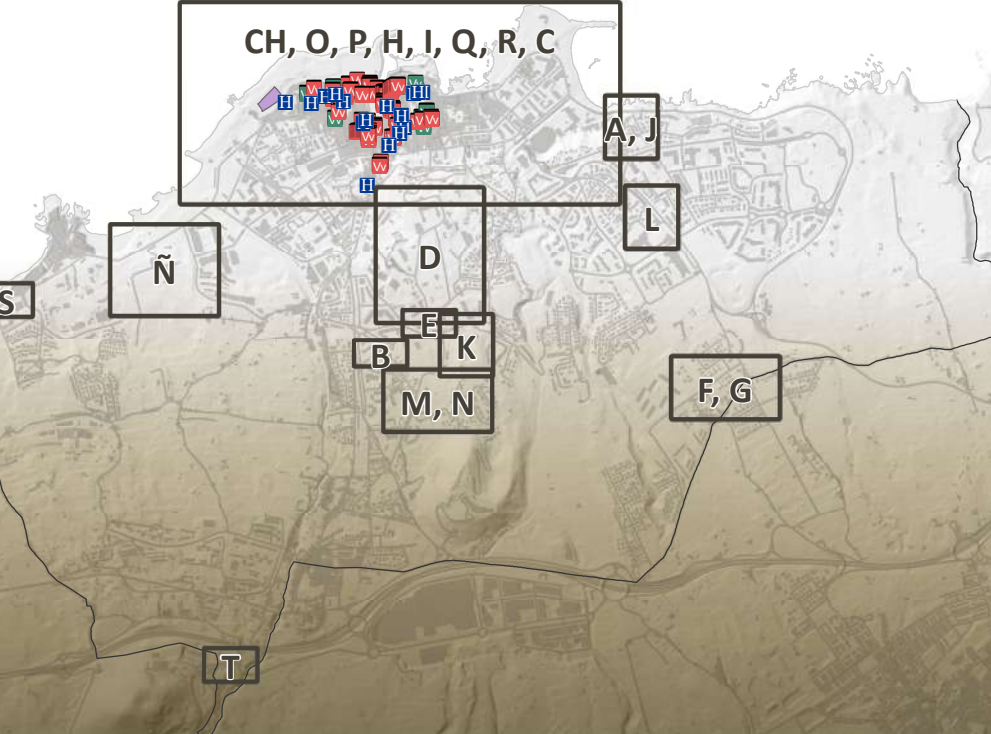 CH, O, P, H, I, Q, R, C
A, J
L
Ñ
D
S
E
K
B
F, G
M, N
T